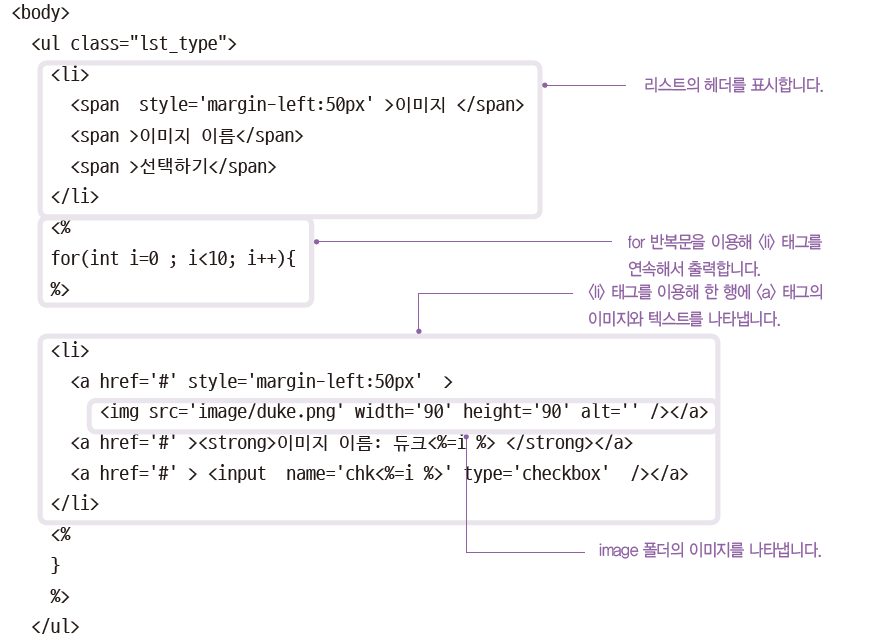 <body>
<ul class="lst_type">
<li>
<span  style='margin-left:50px' >이미지 </span>
<span >이미지 이름</span>
<span >선택하기</span>
</li>
리스트의 헤더를 표시합니다.
<%
for(int i=0 ; i<10; i++){
%>
for 반복문을 이용해 〈li〉 태그를
연속해서 출력합니다.
〈li〉 태그를 이용해 한 행에 〈a〉 태그의
이미지와 텍스트를 나타냅니다.
<li>
<a href='#' style='margin-left:50px'  >
<img src='image/duke.png' width='90' height='90' alt='' /></a>
<a href='#' ><strong>이미지 이름: 듀크<%=i %> </strong></a>
<a href='#' > <input  name='chk<%=i %>' type='checkbox'  /></a>
</li>
<%
}
%>
image 폴더의 이미지를 나타냅니다.
</ul>